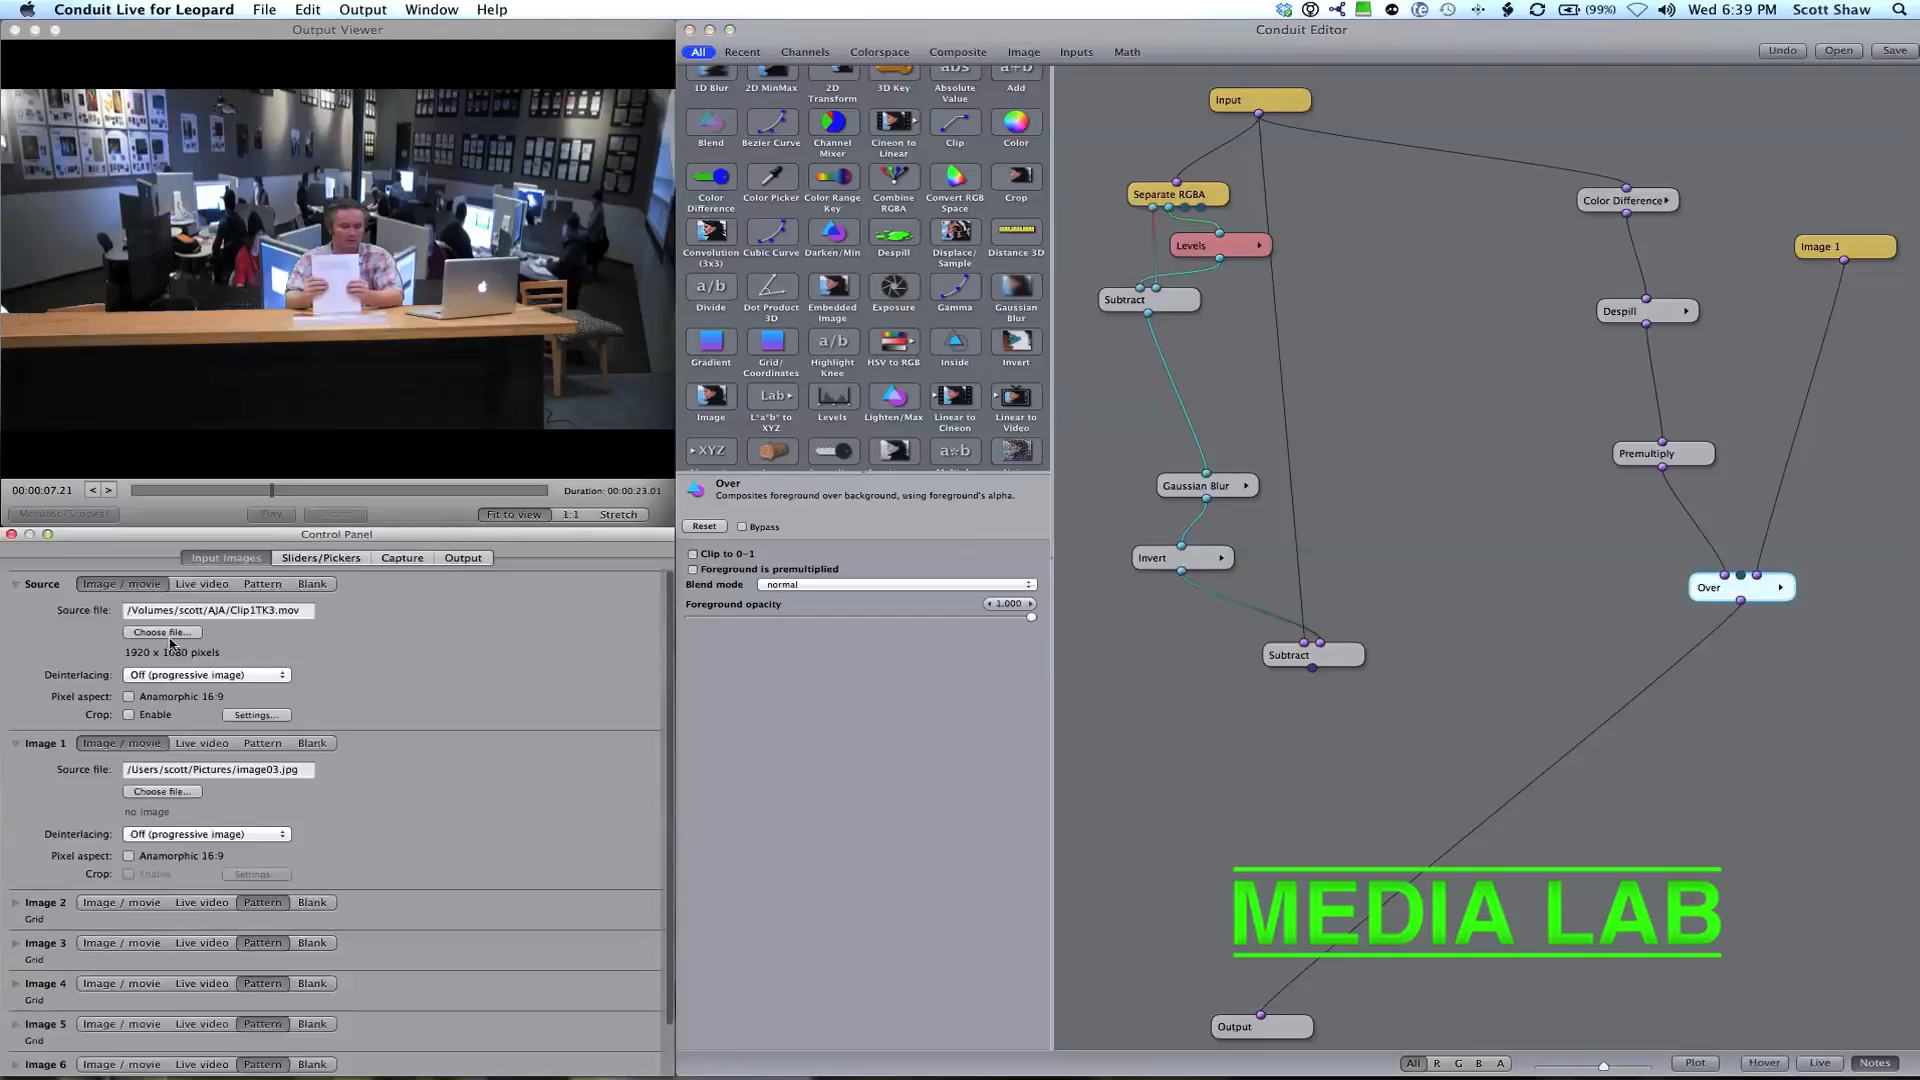 Conduit Live for Leopard File Edit Output Window Help
(99%) Wed 6:39 PM Scott Shaw
Output Viewer
00:00:07.21 < > Duration: 00:00:23.01
Monitor (Scopes) Play Fit to view 1:1 Stretch
Control Panel
Input Images Sliders/Pickers Capture Output
Source Image / movie Live video Pattern Blank
Source file: /Volumes/scott/AJA/Clip1TK3.mov
Choose file...
1920 x 1080 pixels
Deinterlacing: Off (progressive image)
Pixel aspect: Anamorphic 16:9
Crop: Enable Settings...
Image 1 Image / movie Live video Pattern Blank
Source file: /Users/scott/Pictures/image03.jpg
Choose file...
no image
Deinterlacing: Off (progressive image)
Pixel aspect: Anamorphic 16:9
Crop: Enable Settings...
Image 2 Image / movie Live video Pattern Blank
Grid
Image 3 Image / movie Live video Pattern Blank
Grid
Image 4 Image / movie Live video Pattern Blank
Grid
Image 5 Image / movie Live video Pattern Blank
Grid
Image 6 Image / movie Live video Pattern Blank
Conduit Editor
All Recent Channels Colorspace Composite Image Inputs Math
Undo Open Save
abs a+b
1D Blur 2D MinMax 2D Transform 3D Key Absolute Value Add
Blend Bezier Curve Channel Mixer Cineon to Linear Clip Color
Color Difference Color Picker Color Range Key Combine RGBA Convert RGB Space Crop
Convolution (3x3) Cubic Curve Darken/Min Despill Displace/ Sample Distance 3D
a/b
Divide Dot Product 3D Embedded Image Exposure Gamma Gaussian Blur
a/b
Gradient Grid/ Coordinates Highlight Knee HSV to RGB Inside Invert
Lab
Image L*a*b* to XYZ Levels Lighten/Max Linear to Cineon Linear to Video
XYZ a*b
Over
Composites foreground over background, using foreground's alpha.
Reset Bypass
Clip to 0-1
Foreground is premultiplied
Blend mode normal
Foreground opacity 1.000
Input
Separate RGBA
Levels
Subtract
Gaussian Blur
Invert
Subtract
Color Difference
Image 1
Despill
Premultiply
Over
MEDIA LAB
Output
All R G B A Plot Hover Live Notes